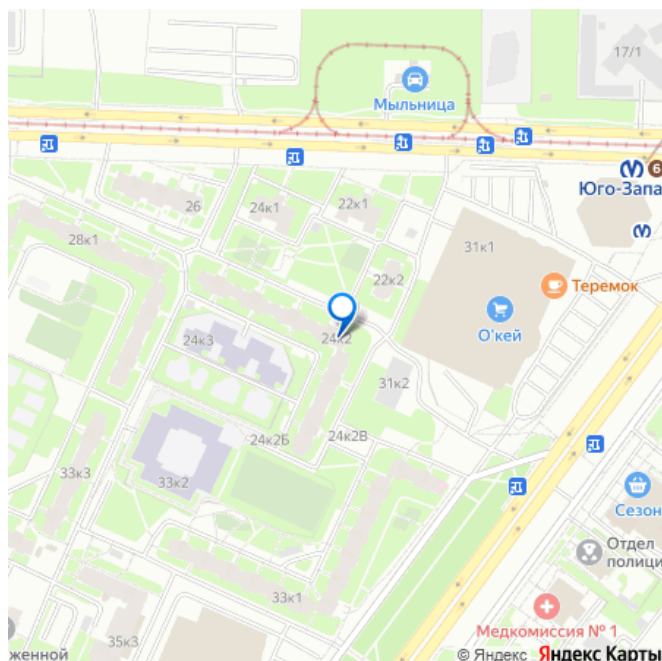 17/1
Мыльница
6
Юго-Запа
26
24к1
22к1
28к1
31к1
22к2
Теремок
О'кей
24к3
24к2
31к2
24к2Б
24к2В
33к3
33к2
Сезон
Отдел
полици
33к1
Медкомиссия № 1
35к3
женной
© Яндекс Яндекс Карты